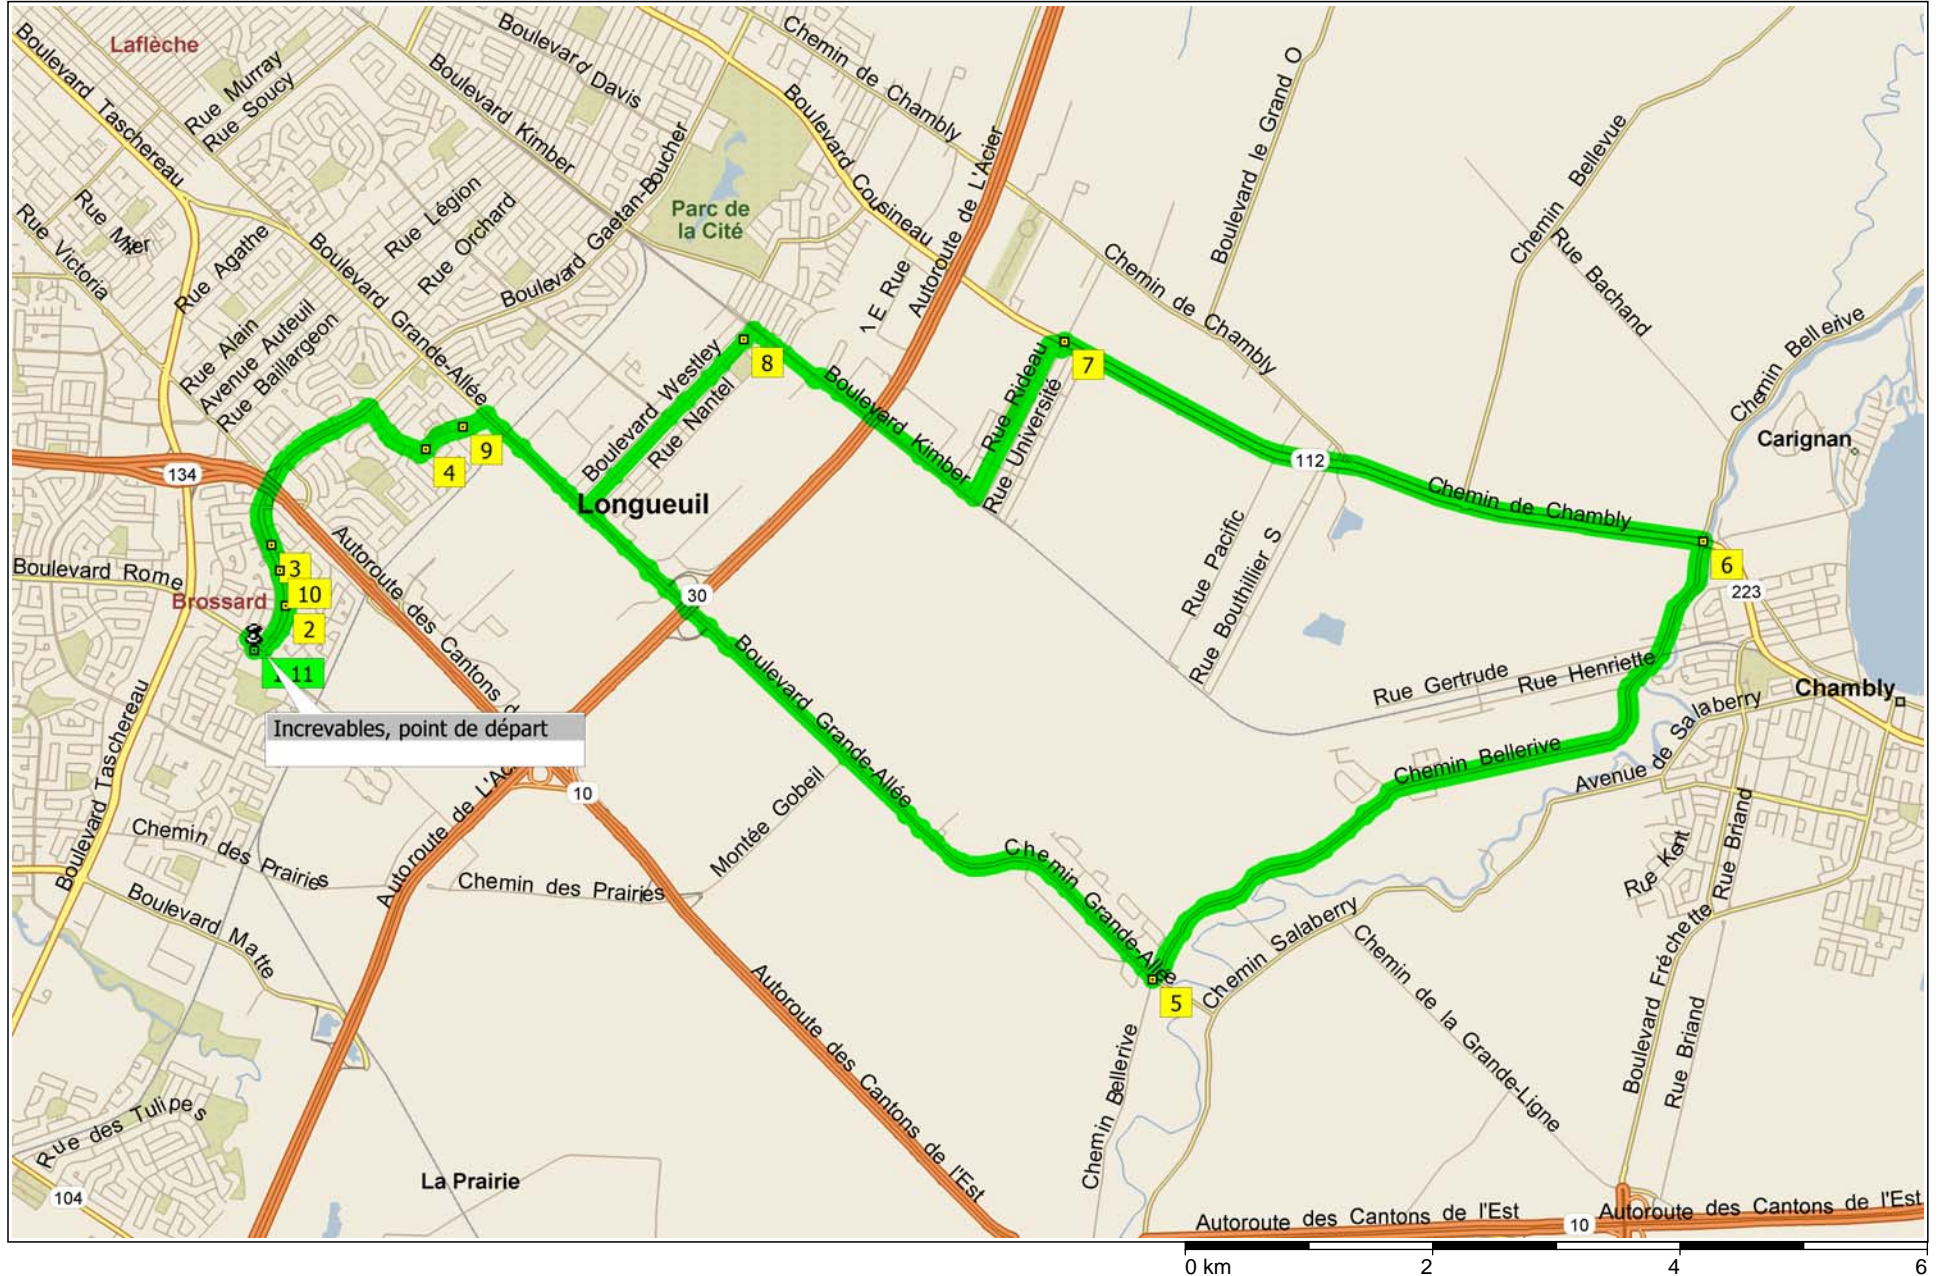 Laflèche
Boulevard Taschereau
Rue Murray
Rue Soucy
Boulevard Davis
Boulevard Kimber
Chemin de Chambly
Boulevard Cousineau
Boulevard Gaetan-Boucher
Parc de
la Cité
Autoroute de L'Acier
Boulevard le Grand O
Chemin Bellevue
Rue Bachand
Chemin de Chambly
Rue Victoria
Rue Agathe
Rue Légion
Rue Orchard
Boulevard Grande-Allée
Rue Alain
Avenue Auteuil
Rue Baillargeon
E Rue
Chemin Bellerive
Carignan
Boulevard Westley
Rue Nantel
8
Boulevard Kimber
Rue Rideau
Rue Université
7
9
4
134
112
Chemin de Chambly
Longueuil
Rue Pacific
Rue Bouthillier S
6
223
Boulevard Rome
Brossard
3
10
2
11
Increvables, point de départ
Autoroute des Cantons d
30
Boulevard Grande-Allée
Rue Gertrude
Rue Henriette
Chambly
Chemin Bellerive
Avenue de Salaberry
Boulevard Taschereau
Autoroute de L'Ac
10
Montée Gobeil
Chemin des Prairies
Chemin des Prairies
Chemin Grande-Allée
5
Chemin Salaberry
Rue Kent
Rue Briand
Boulevard Fréchette
Rue Briand
Chemin de la Grande-Ligne
Boulevard Matte
Autoroute des Cantons de l'Est
Chemin Bellerive
Rue des Tulipes
La Prairie
104
Autoroute des Cantons de l'Est
10
Autoroute des Cantons de l'Est
0 km 2 4 6